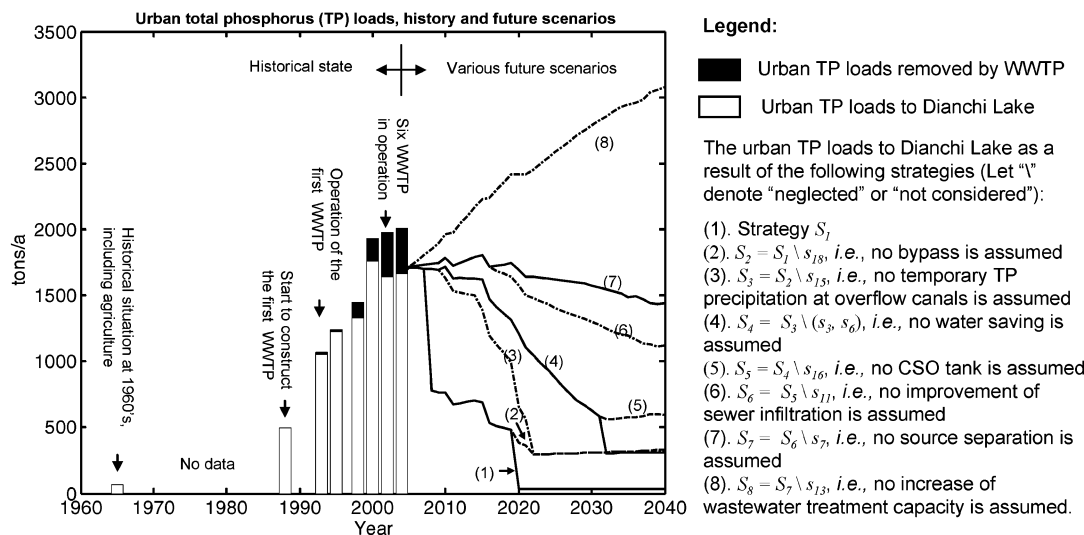 Urban total phosphorus (TP) loads, history and future scenarios
3500
3000
2500
2000
1500
1000
500
0
tons/a
1960
1970
1980
1990
2000
2010
2020
2030
2040
Year
Historical state
Various future scenarios
Historical situation at 1960's,
including agriculture
No data
Start to construct
the first WWTP
Operation of the
first WWTP
Six WWTP
in operation
(8)
(7)
(6)
(5)
(4)
(3)
(2)
(1)
Legend:
Urban TP loads removed by WWTP
Urban TP loads to Dianchi Lake
The urban TP loads to Dianchi Lake as a
result of the following strategies (Let “\”
denote “neglected” or “not considered”):
(1). Strategy S1
(2). S2 = S1 \ s18, i.e., no bypass is assumed
(3). S3 = S2 \ s15, i.e., no temporary TP
precipitation at overflow canals is assumed
(4). S4 = S3 \ (s3, s6), i.e., no water saving is
assumed
(5). S5 = S4 \ s16, i.e., no CSO tank is assumed
(6). S6 = S5 \ s11, i.e., no improvement of
sewer infiltration is assumed
(7). S7 = S6 \ s7, i.e., no source separation is
assumed
(8). S8 = S7 \ s13, i.e., no increase of
wastewater treatment capacity is assumed.